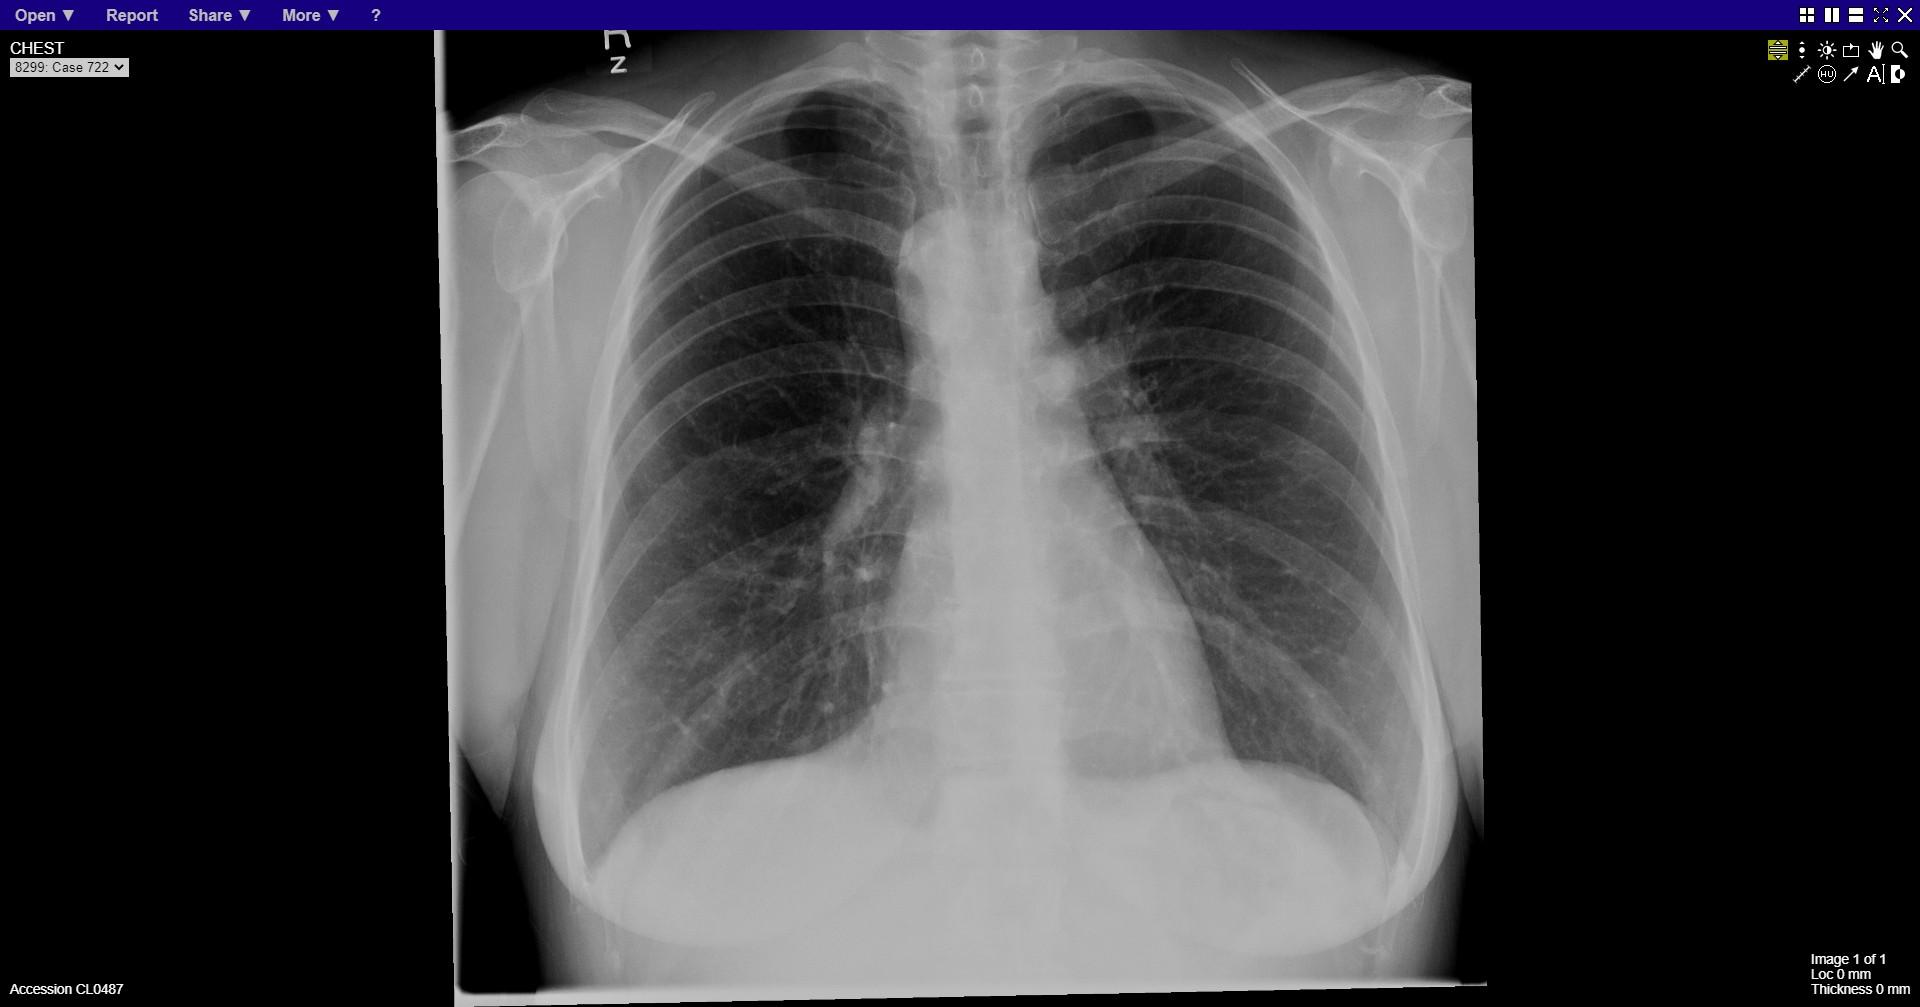 Open ▼ Report Share ▼ More ▼ ?
CHEST
8299: Case 722
HU
A
Z
Accession CL0487
Image 1 of 1
Loc 0 mm
Thickness 0 mm